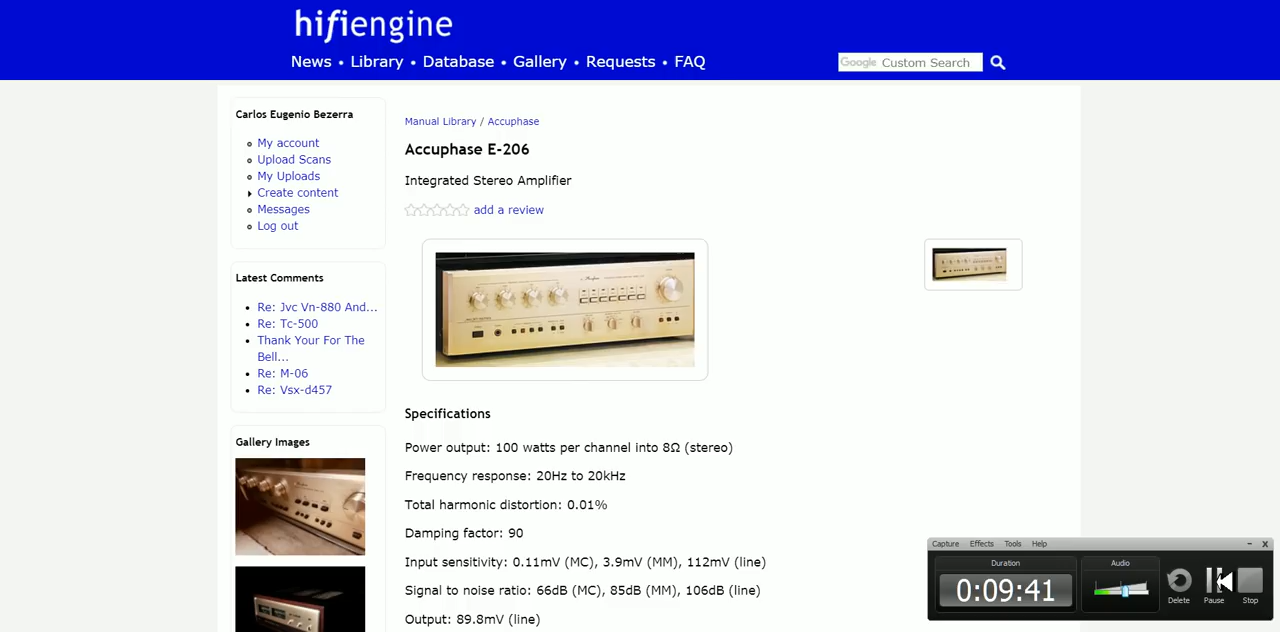 hifiengine
News • Library • Database • Gallery • Requests • FAQ
Google Custom Search
Carlos Eugenio Bezerra
My account
Upload Scans
My Uploads
Create content
Messages
Log out
Latest Comments
Re: Jvc Vn-880 And...
Re: Tc-500
Thank Your For The
Bell...
Re: M-06
Re: Vsx-d457
Gallery Images
Manual Library / Accuphase
Accuphase E-206
Integrated Stereo Amplifier
add a review
Specifications
Power output: 100 watts per channel into 8Ω (stereo)
Frequency response: 20Hz to 20kHz
Total harmonic distortion: 0.01%
Damping factor: 90
Input sensitivity: 0.11mV (MC), 3.9mV (MM), 112mV (line)
Signal to noise ratio: 66dB (MC), 85dB (MM), 106dB (line)
Output: 89.8mV (line)
Capture Effects Tools Help
Duration
0:09:41
Audio
Delete
Pause
Stop